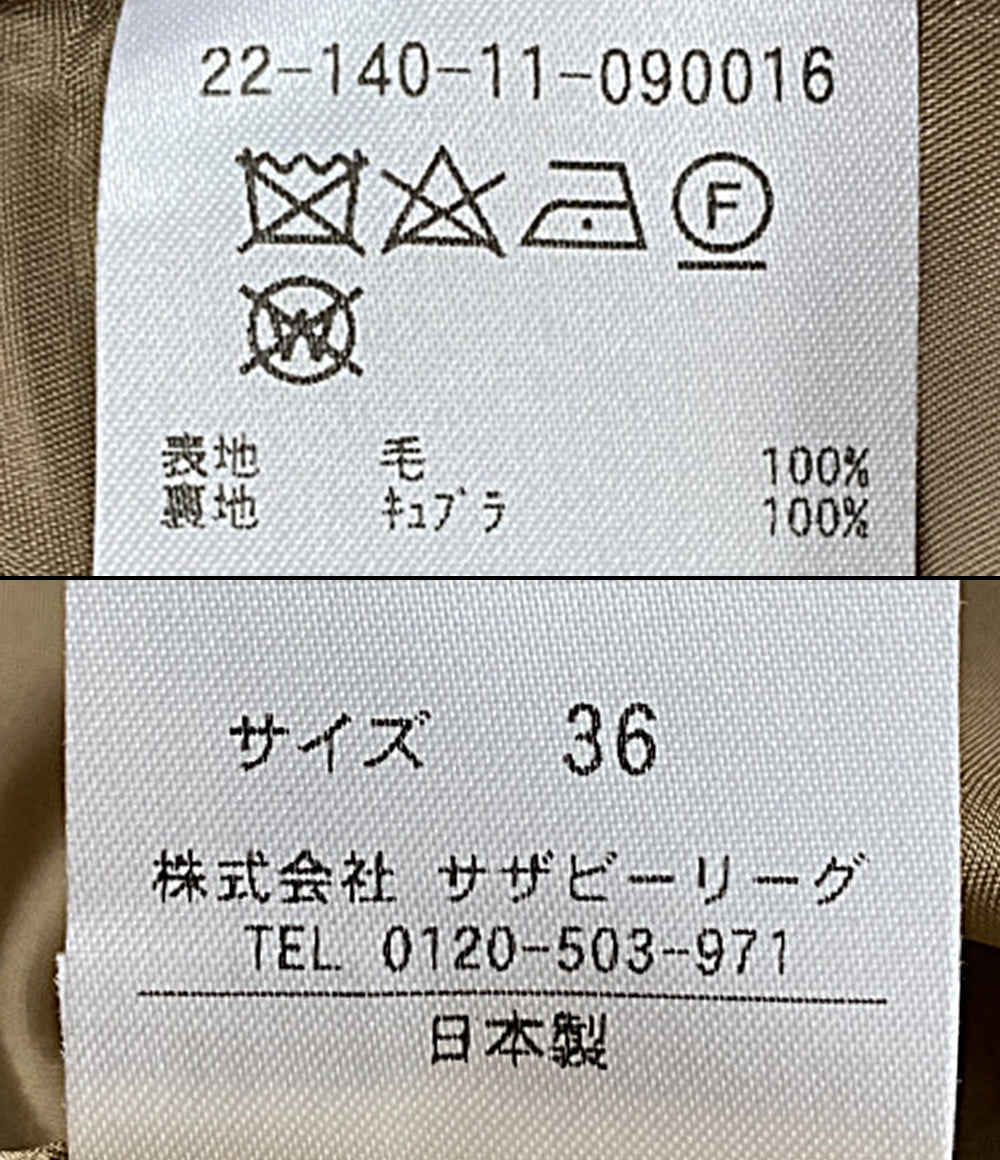 22-140-11-090016
F
W
表地 毛 100%
裏地 ｷｭﾌﾟﾗ 100%
サイズ 36
株式会社 サザビーリーグ
TEL 0120-503-971
日本製